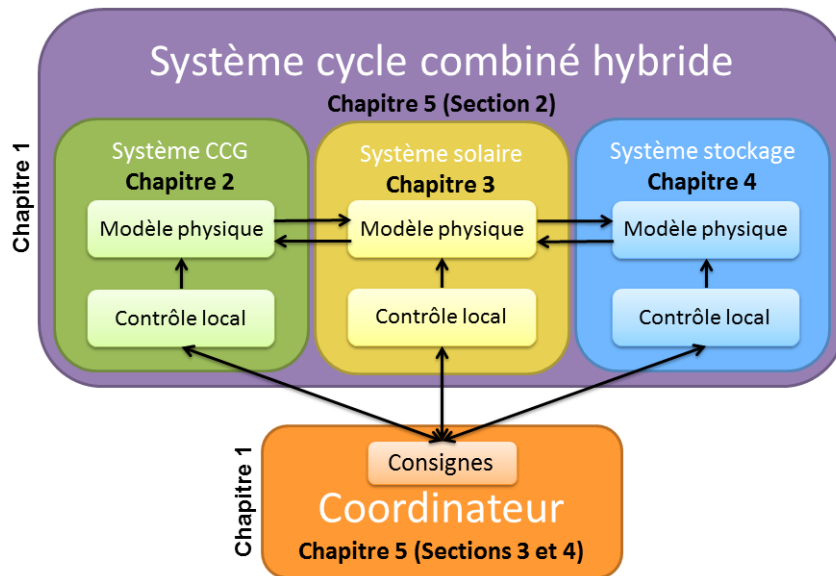 Système cycle combiné hybride
Chapitre 5 (Section 2)
Chapitre 1
Système CCG
Chapitre 2
Modèle physique
Contrôle local
Système solaire
Chapitre 3
Modèle physique
Contrôle local
Système stockage
Chapitre 4
Modèle physique
Contrôle local
Chapitre 1
Consignes
Coordinateur
Chapitre 5 (Sections 3 et 4)